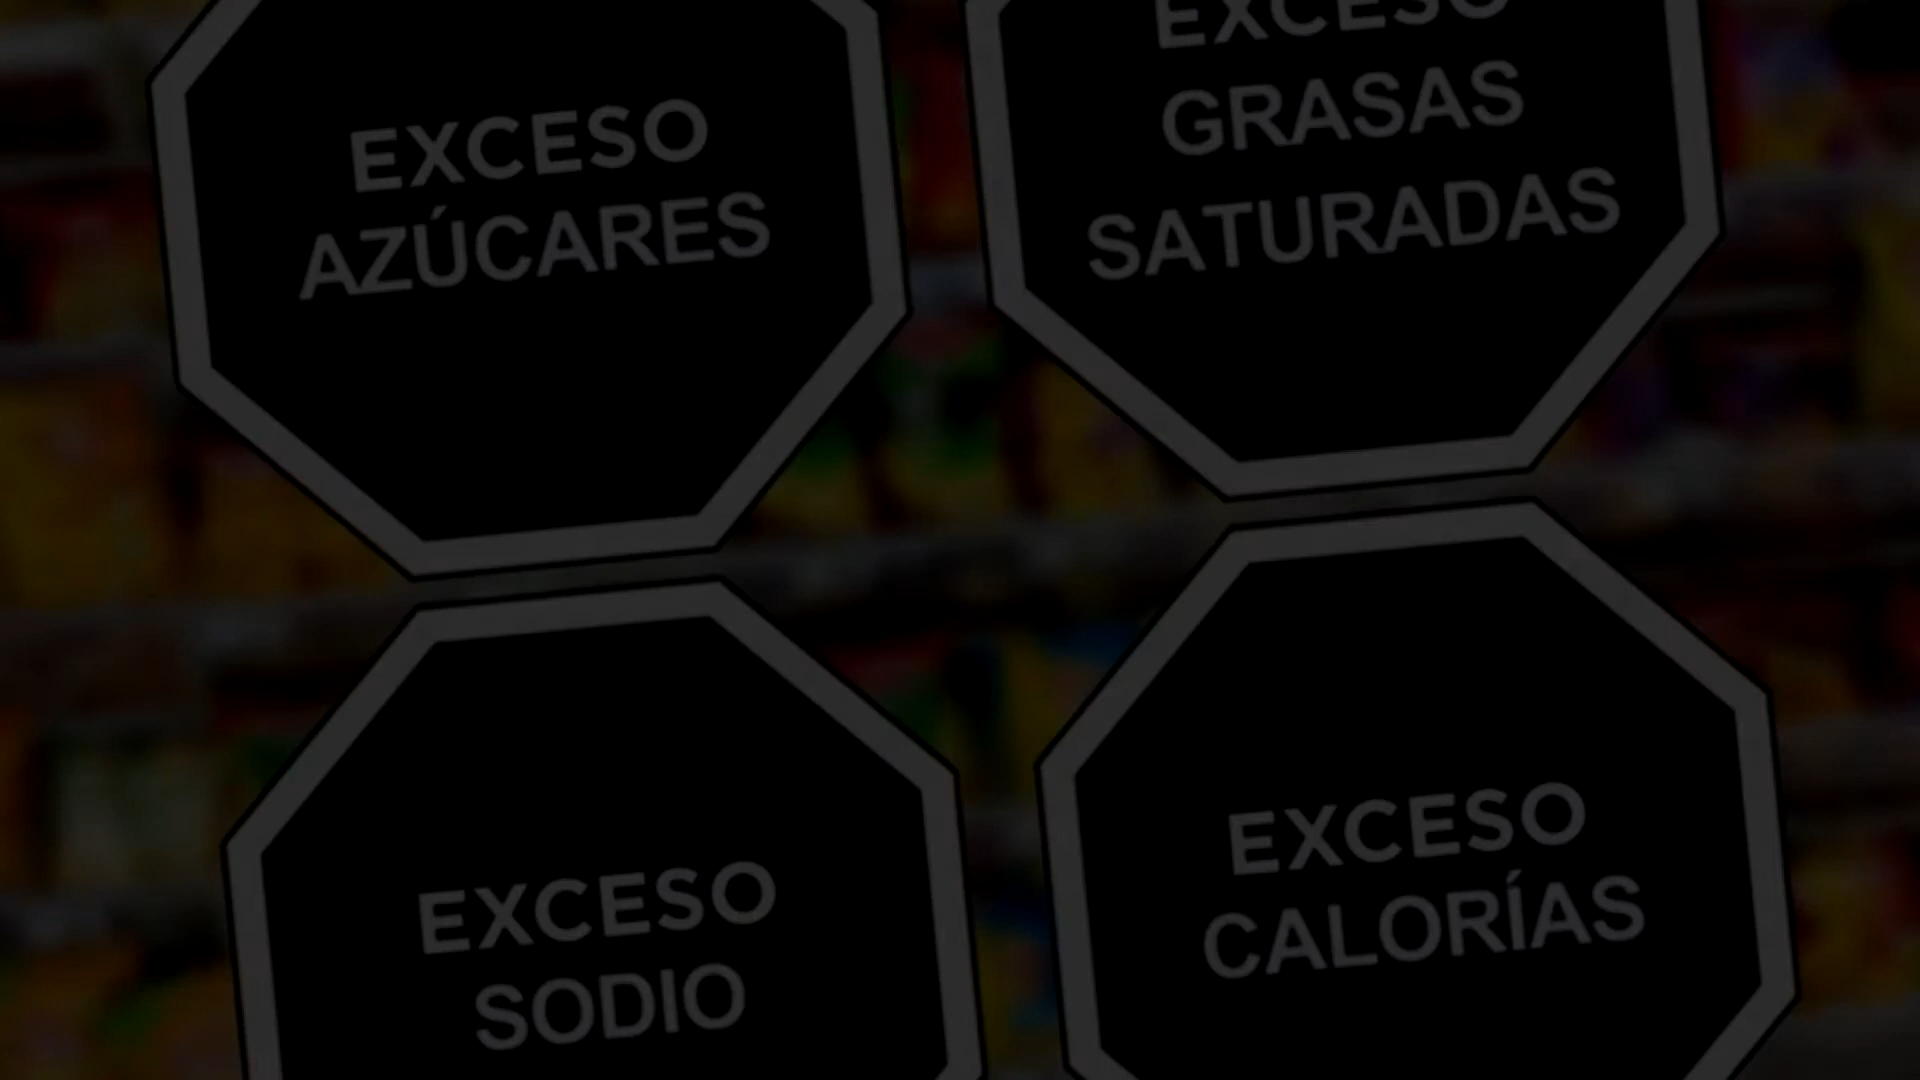 EXCESO
AZÚCARES
EXCESO
GRASAS
SATURADAS
EXCESO
SODIO
EXCESO
CALORÍAS